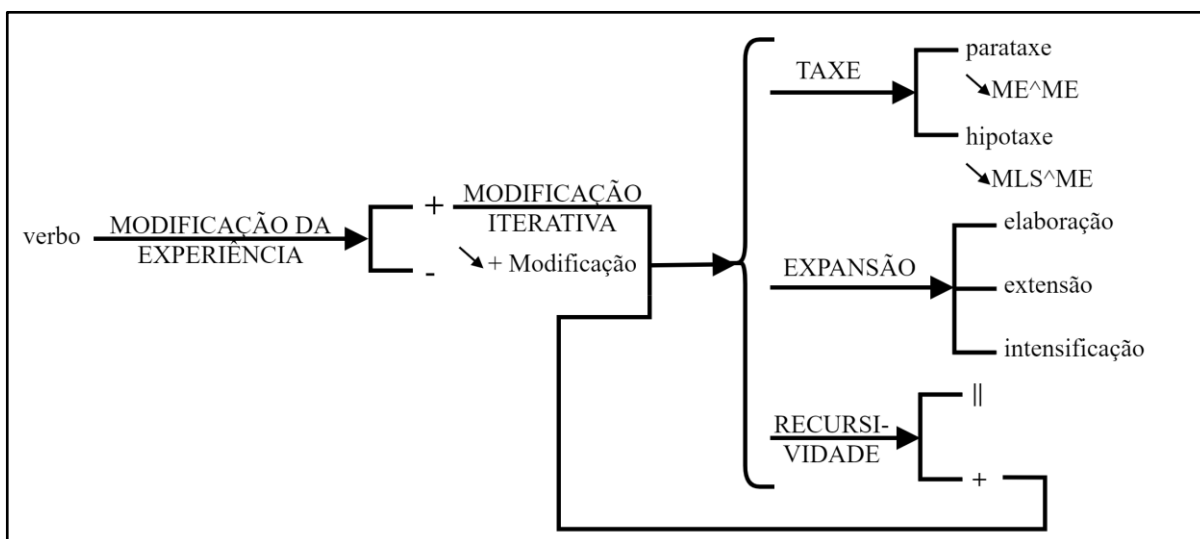 verbo
MODIFICAÇÃO DA
EXPERIÊNCIA
+
-
MODIFICAÇÃO
ITERATIVA
↘ + Modificação
TAXE
parataxe
↘ME^ME
hipotaxe
↘MLS^ME
EXPANSÃO
elaboração
extensão
intensificação
RECURSI-
VIDADE
||
+